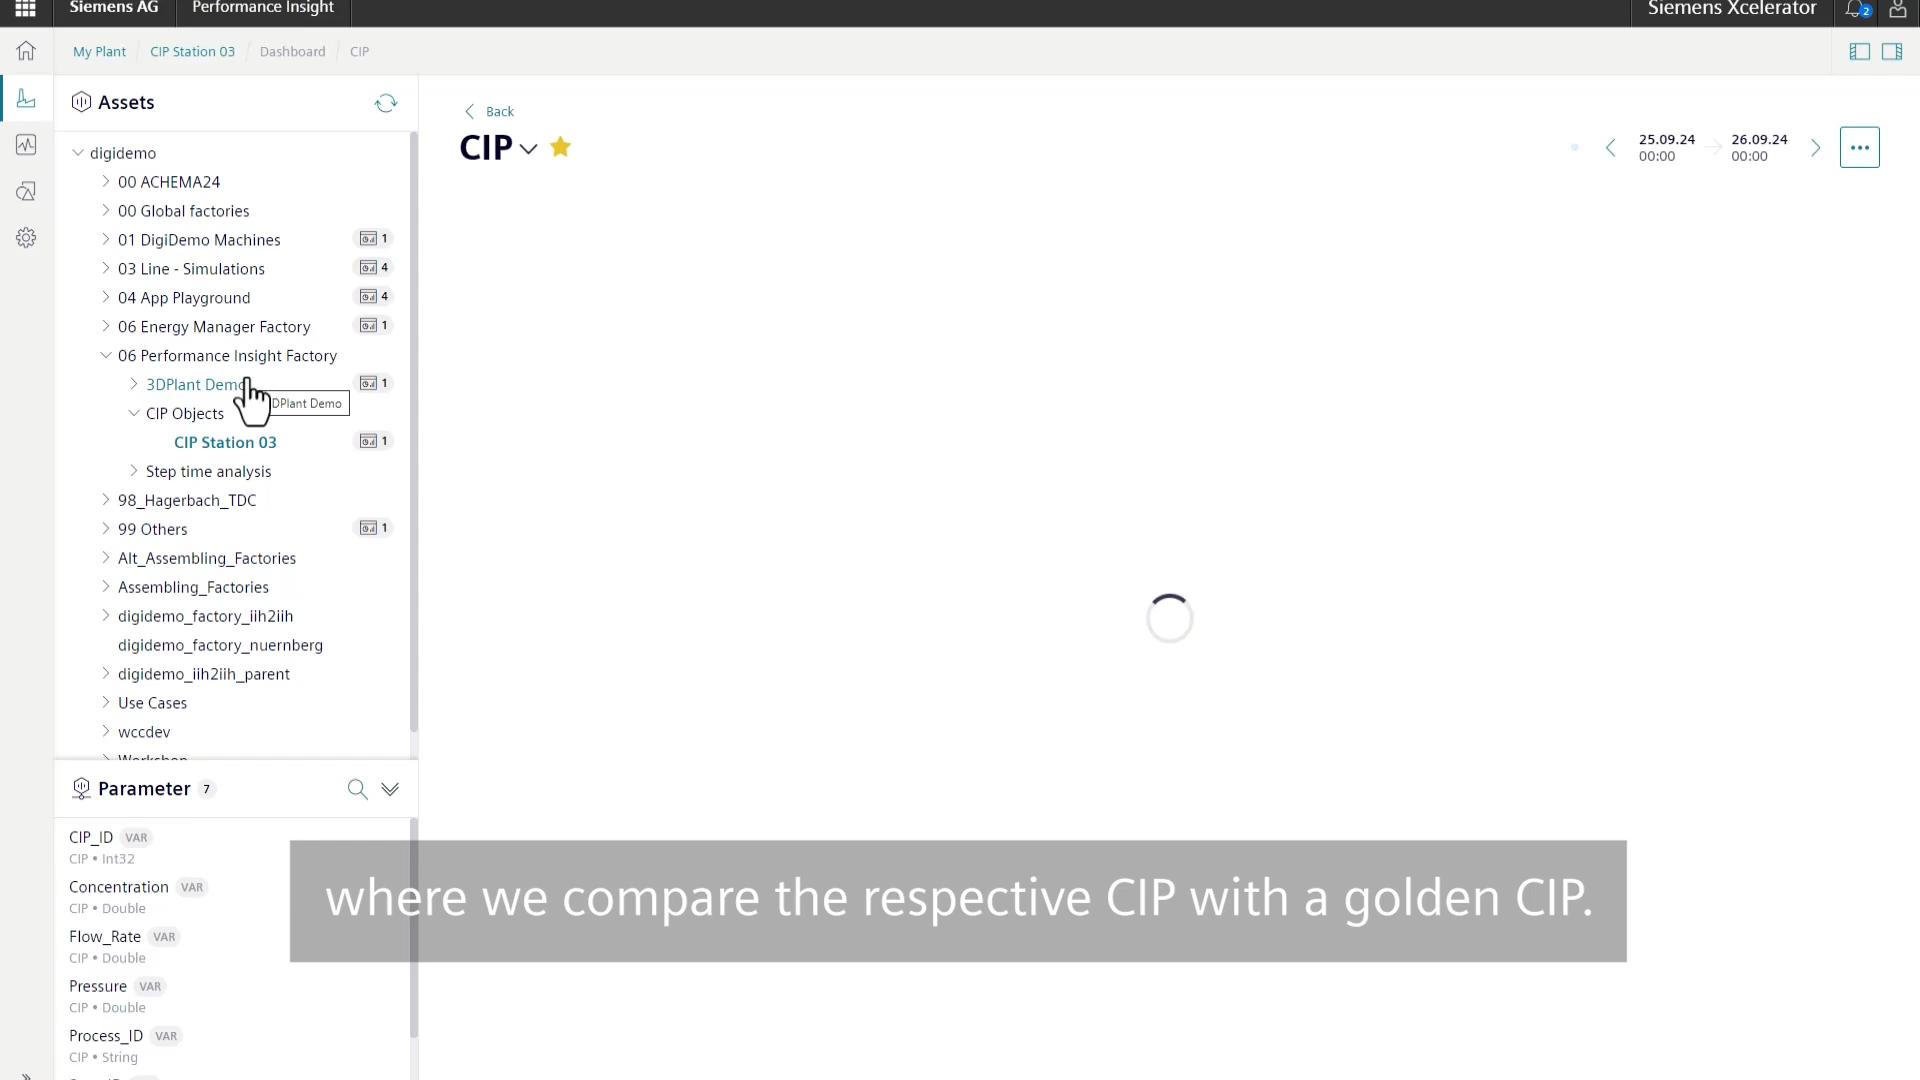 Siemens AG
Performance Insight
Siemens Xcelerator
2
My Plant
CIP Station 03
Dashboard
CIP
Assets
digidemo
00 ACHEMA24
00 Global factories
01 DigiDemo Machines 1
03 Line - Simulations 4
04 App Playground 4
06 Energy Manager Factory 1
06 Performance Insight Factory
3DPlant Demo 1
DPlant Demo
CIP Objects
CIP Station 03 1
Step time analysis
98_Hagerbach_TDC
99 Others 1
Alt_Assembling_Factories
Assembling_Factories
digidemo_factory_iih2iih
digidemo_factory_nuernberg
digidemo_iih2iih_parent
Use Cases
wccdev
Parameter 7
CIP_ID VAR
CIP • Int32
Concentration VAR
CIP • Double
Flow_Rate VAR
CIP • Double
Pressure VAR
CIP • Double
Process_ID VAR
CIP • String
Back
CIP
25.09.24
00:00
26.09.24
00:00
where we compare the respective CIP with a golden CIP.